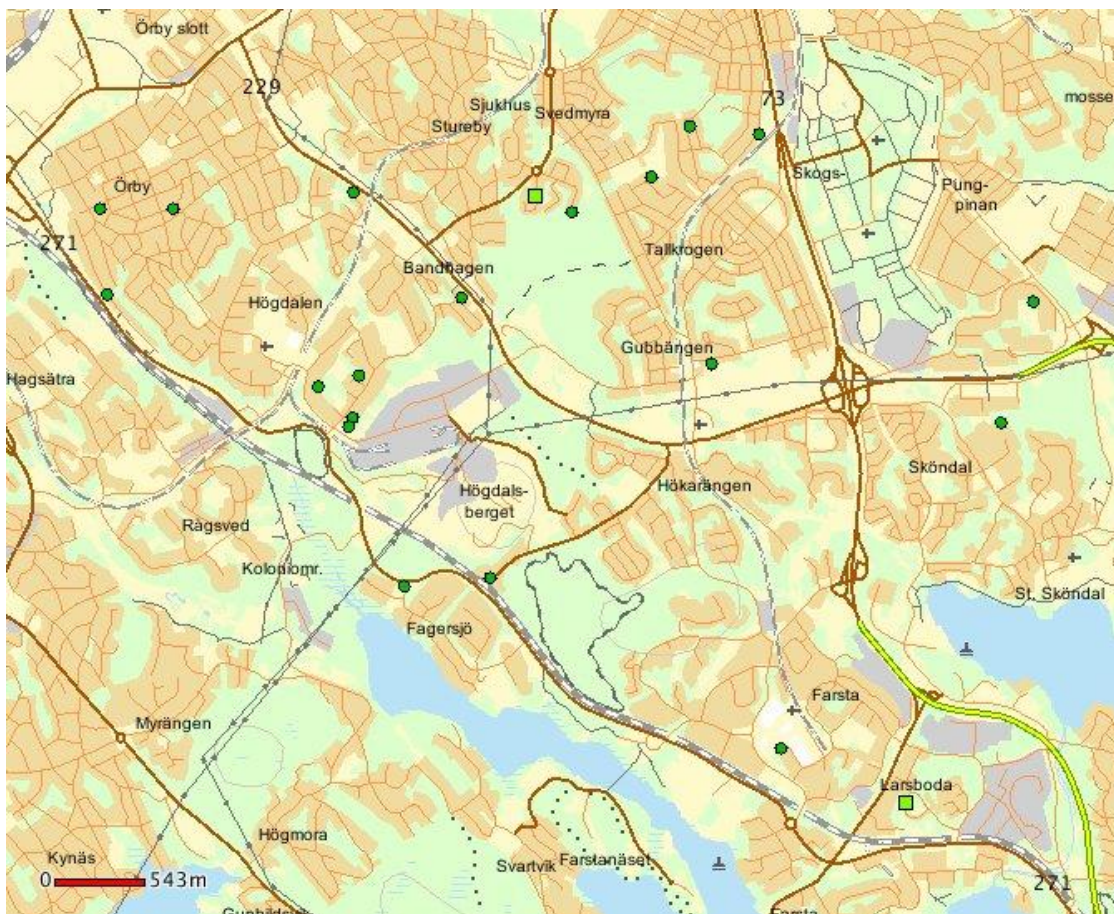 Örby slott
229
Sjukhus
Svedmyra
Stureby
73
mosse
Skogs-
Pung-
pinan
Örby
271
Tallkrogen
Bandhagen
Högdalen
Gubbängen
Hagsätra
Sköndal
Högdals-
berget
Hökarängen
Rågsved
Koloniomr.
St. Sköndal
Fagersjö
Farsta
Myrängen
Larsboda
Högmora
Kynäs
Svartvik
Farstanäset
0
543m
271